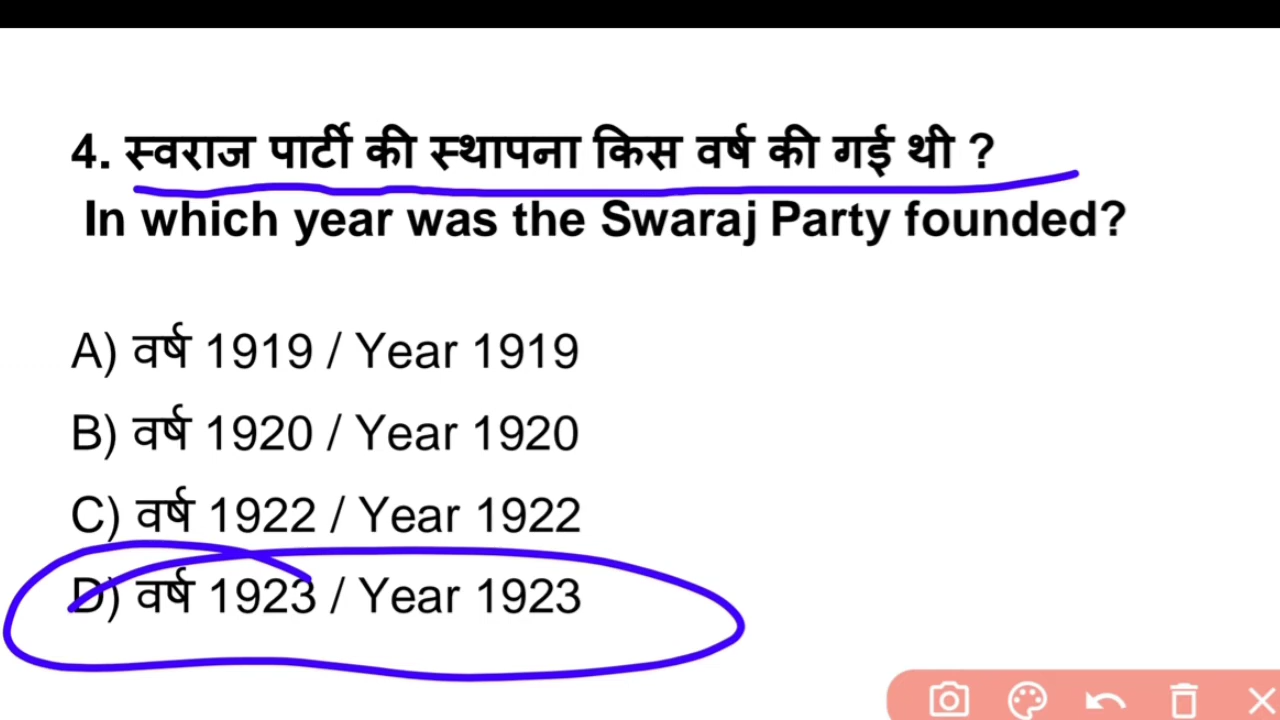 4. स्वराज पार्टी की स्थापना किस वर्ष की गई थी ?
In which year was the Swaraj Party founded?
A) वर्ष 1919 / Year 1919
B) वर्ष 1920 / Year 1920
C) वर्ष 1922 / Year 1922
D) वर्ष 1923 / Year 1923